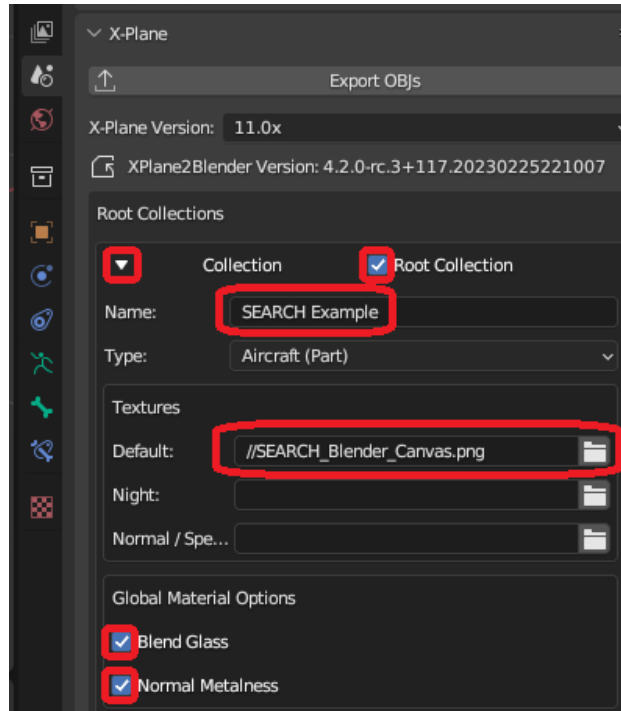 X-Plane
Export OBJs
X-Plane Version: 11.0x
XPlane2Blender Version: 4.2.0-rc.3+117.20230225221007
Root Collections
Collection Root Collection
Name: SEARCH Example
Type: Aircraft (Part)
Textures
Default: //SEARCH_Blender_Canvas.png
Night:
Normal / Spe...
Global Material Options
Blend Glass
Normal Metalness